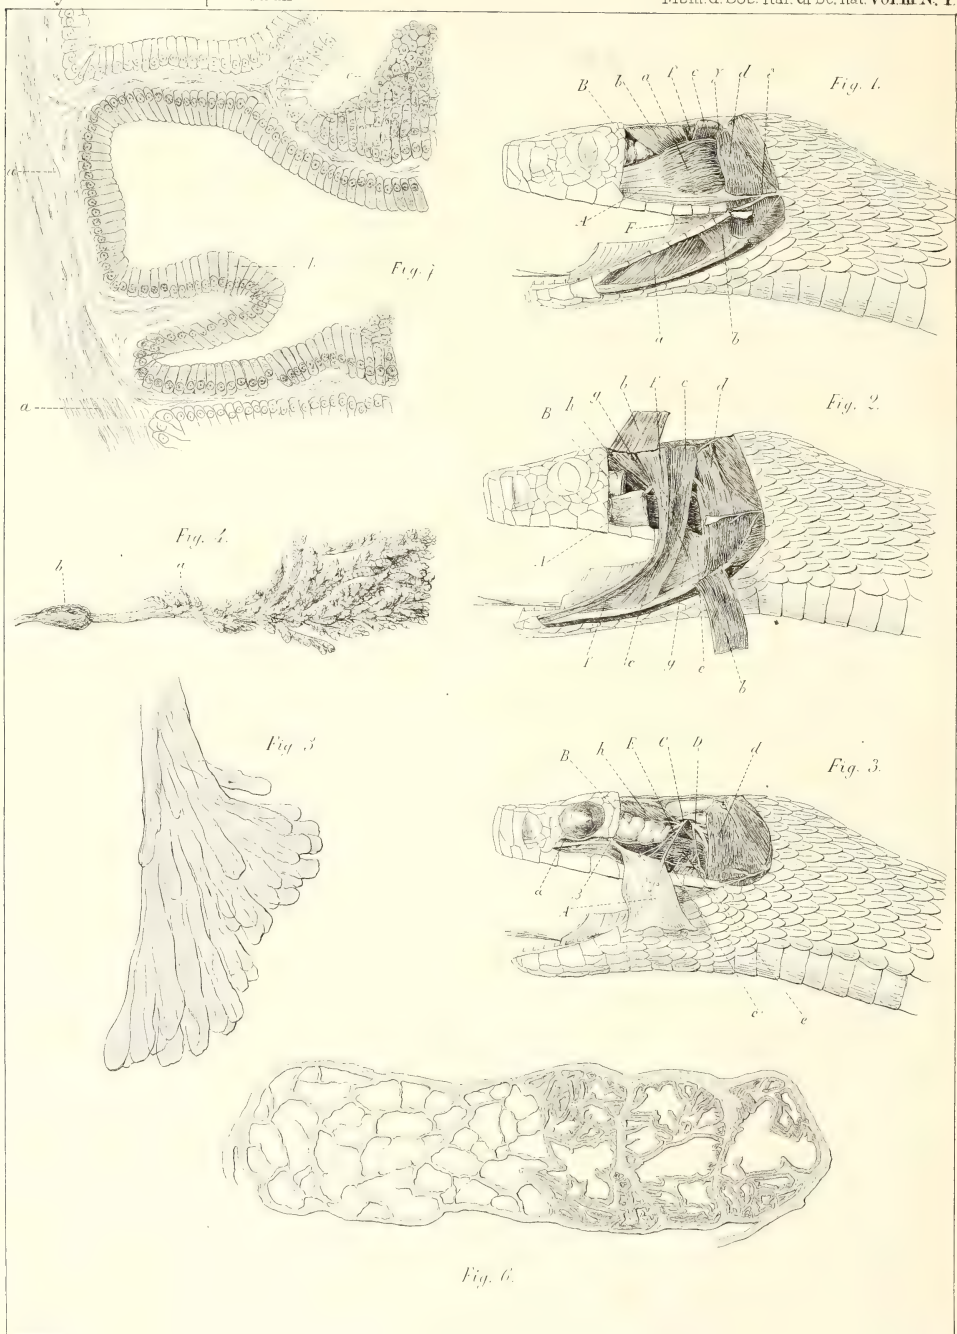 Mem. d. Soc. Ital. di Sc. nat. Vol. III N. 1.
Fig. 1.
B b a f c y d
A
F
a b
c
b
Fig. 7
a
Fig. 2.
B h g b f c d
A
f c g e
b
Fig. 4.
b a
Fig. 5
Fig. 3.
B h E C D d
a β
A
c e
Fig. 6.